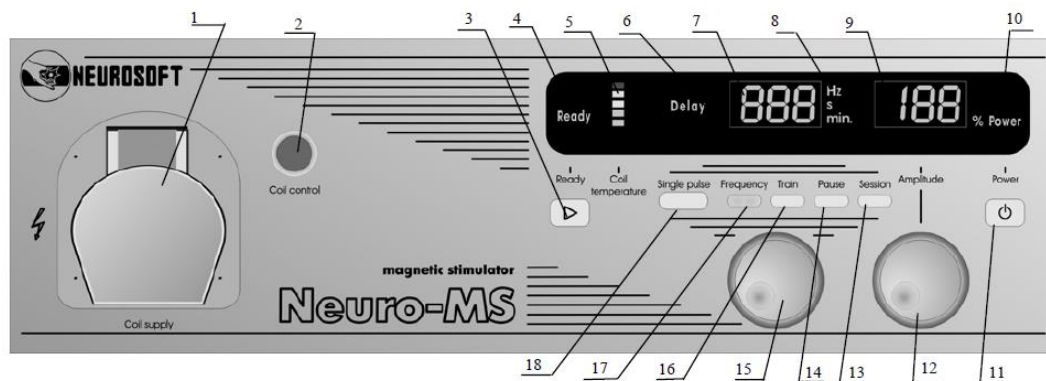 1
2
3
4
5
6
7
8
9
10
NEUROSOFT
Ready
Delay
888
Hz
s
min.
188
% Power
Coil control
Ready
Coil
temperature
Single pulse
Frequency
Train
Pause
Session
Amplitude
Power
magnetic stimulator
Neuro-MS
Coil supply
18
17
16
15
14
13
12
11